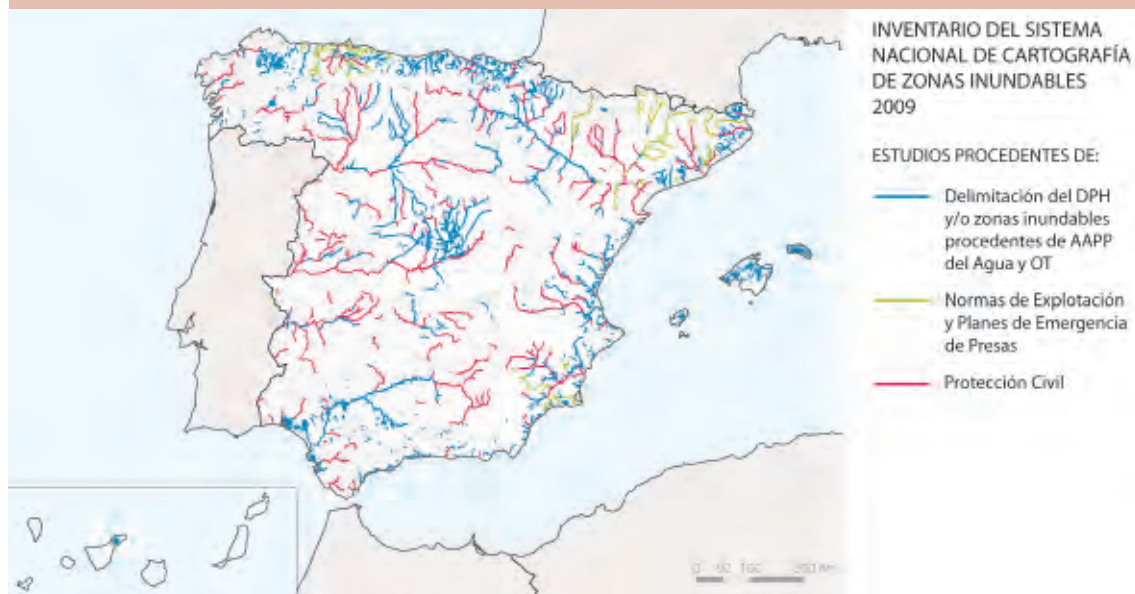 INVENTARIO DEL SISTEMA
NACIONAL DE CARTOGRAFÍA
DE ZONAS INUNDABLES
2009
ESTUDIOS PROCEDENTES DE:
Delimitación del DPH
y/o zonas inundables
procedentes de AAPP
del Agua y OT
Normas de Explotación
y Planes de Emergencia
de Presas
Protección Civil
0